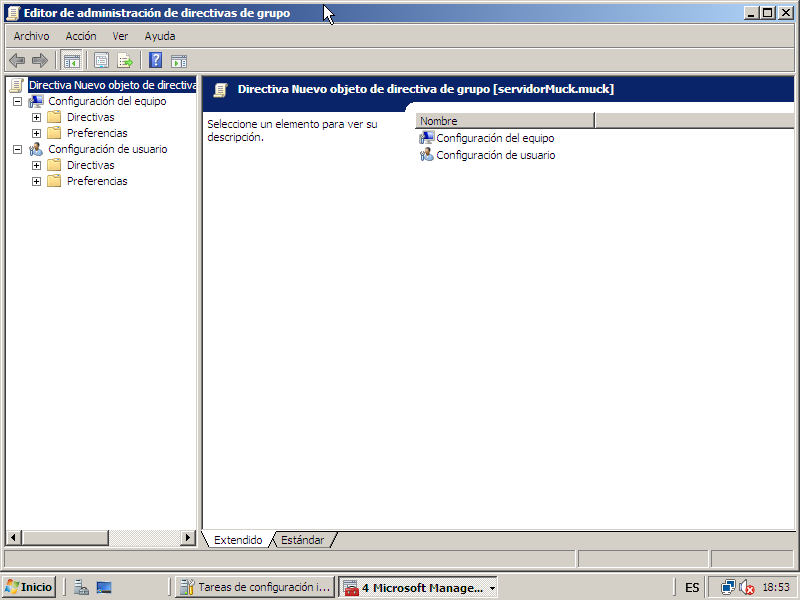 Editor de administración de directivas de grupo
Archivo Acción Ver Ayuda
Directiva Nuevo objeto de directiva
Configuración del equipo
Directivas
Preferencias
Configuración de usuario
Directivas
Preferencias
Directiva Nuevo objeto de directiva de grupo [servidorMuck.muck]
Seleccione un elemento para ver su
descripción.
Nombre
Configuración del equipo
Configuración de usuario
Extendido Estándar
Inicio Tareas de configuración i... 4 Microsoft Manage... ES 18:53